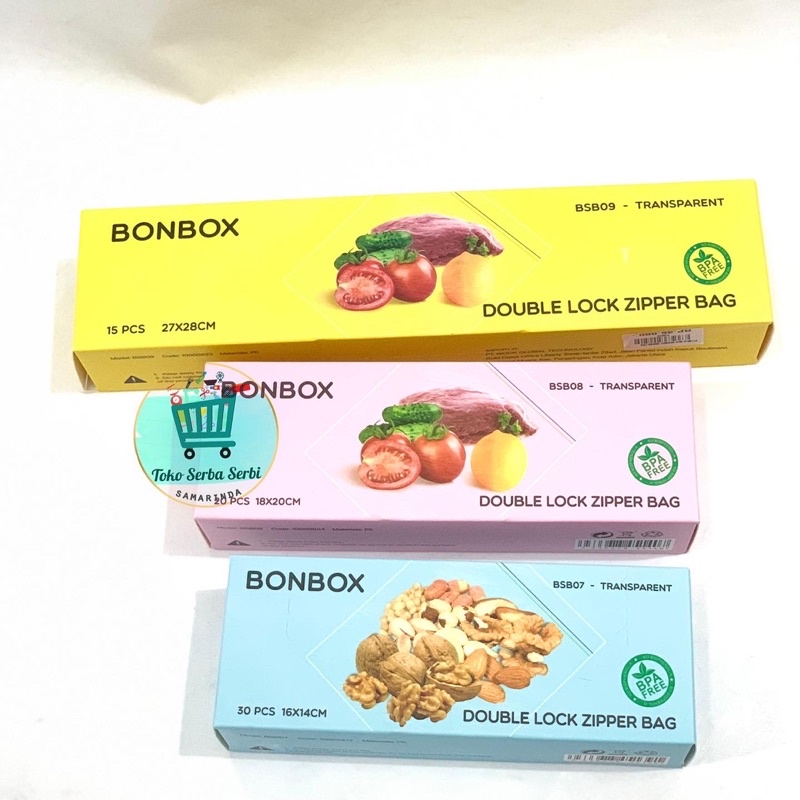 BONBOX
BSB09 - TRANSPARENT
BPA FREE
DOUBLE LOCK ZIPPER BAG
15 PCS 27X28CM
BONBOX
BSB08 - TRANSPARENT
BPA FREE
Toko Serba Serbi
SAMARINDA
20 PCS 18X20CM
DOUBLE LOCK ZIPPER BAG
BONBOX
BSB07 - TRANSPARENT
BPA FREE
30 PCS 16X14CM
DOUBLE LOCK ZIPPER BAG